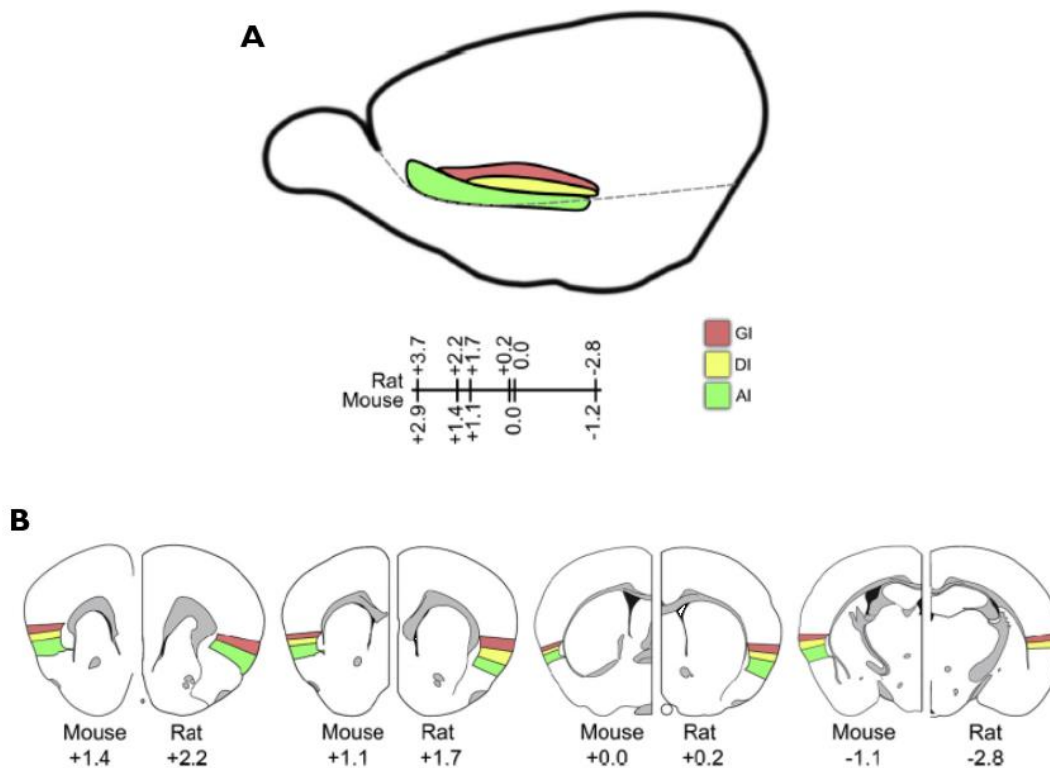 A
GI
DI
AI
+3.7 +2.2 +1.7 +0.2 0.0 -2.8
Rat
Mouse
+2.9 +1.4 +1.1 0.0 -1.2
B
Mouse Rat Mouse Rat Mouse Rat Mouse Rat
+1.4 +2.2 +1.1 +1.7 +0.0 +0.2 -1.1 -2.8